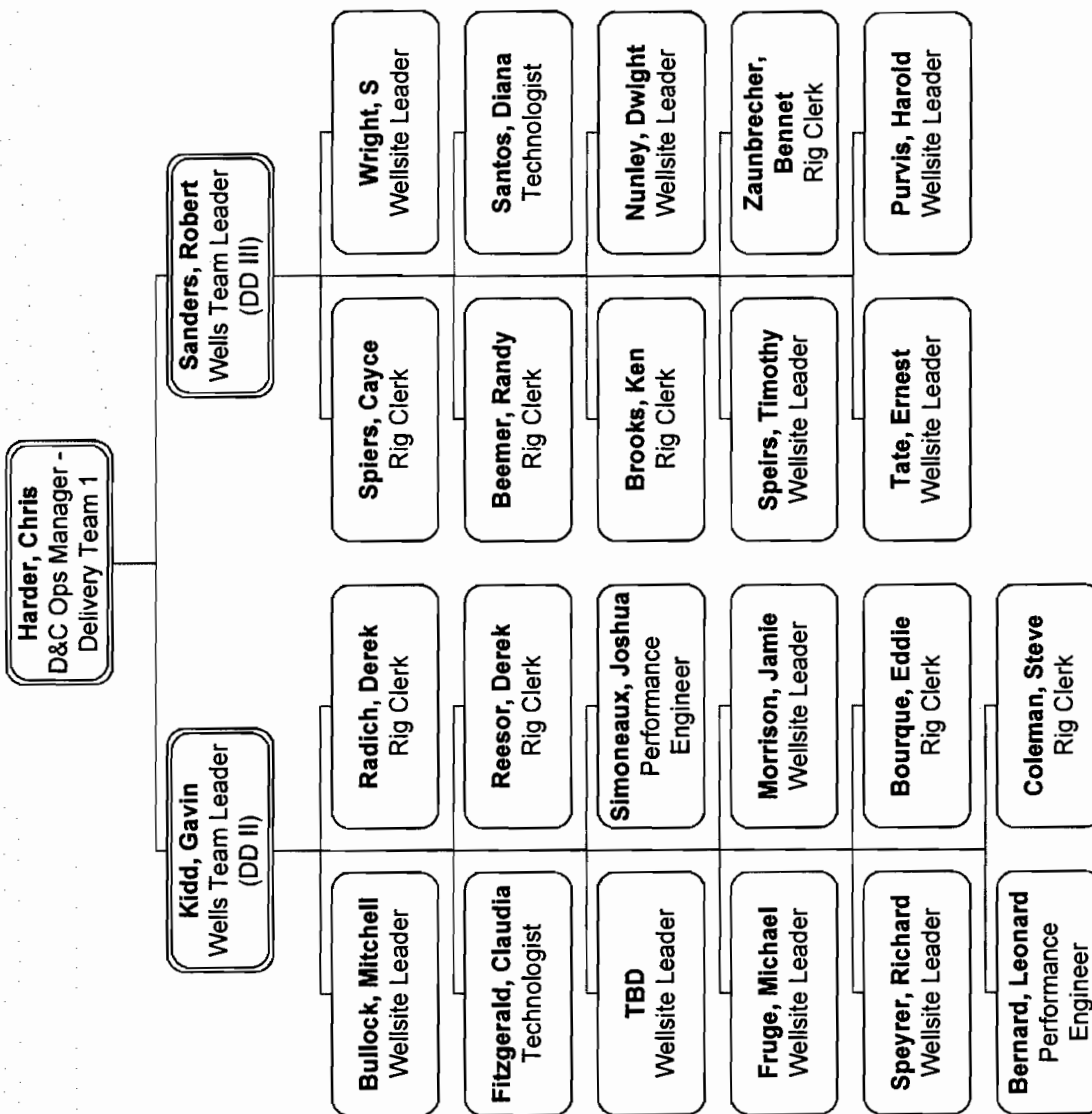 Harder, Chris
D&C Ops Manager -
Delivery Team 1
Kidd, Gavin
Wells Team Leader
(DD II)
Bullock, Mitchell
Wellsite Leader
Radich, Derek
Rig Clerk
Fitzgerald, Claudia
Technologist
Reesor, Derek
Rig Clerk
TBD
Wellsite Leader
Simoneaux, Joshua
Performance
Engineer
Fruge, Michael
Wellsite Leader
Morrison, Jamie
Wellsite Leader
Speyrer, Richard
Wellsite Leader
Bourque, Eddie
Rig Clerk
Bernard, Leonard
Performance
Engineer
Coleman, Steve
Rig Clerk
Sanders, Robert
Wells Team Leader
(DD III)
Spiers, Cayce
Rig Clerk
Wright, S
Wellsite Leader
Beemer, Randy
Rig Clerk
Santos, Diana
Technologist
Brooks, Ken
Rig Clerk
Nunley, Dwight
Wellsite Leader
Speirs, Timothy
Wellsite Leader
Zaunbrecher,
Bennet
Rig Clerk
Tate, Ernest
Wellsite Leader
Purvis, Harold
Wellsite Leader